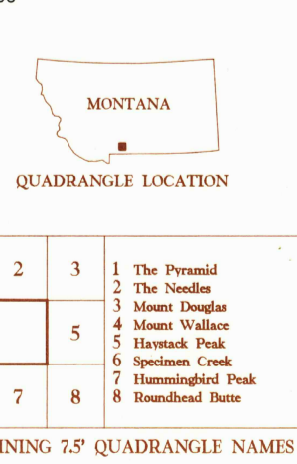 MONTANA
QUADRANGLE LOCATION
2 3
5
7 8
1 The Pyramid
2 The Needles
3 Mount Douglas
4 Mount Wallace
5 Haystack Peak
6 Specimen Creek
7 Hummingbird Peak
8 Roundhead Butte
INING 7.5' QUADRANGLE NAMES